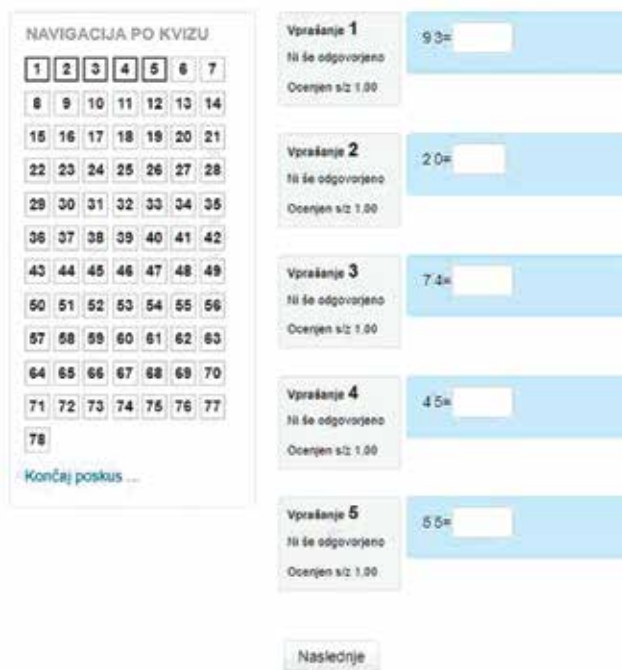 NAVIGACIJA PO KVIZU
1 2 3 4 5 6 7
8 9 10 11 12 13 14
15 16 17 18 19 20 21
22 23 24 25 26 27 28
29 30 31 32 33 34 35
36 37 38 39 40 41 42
43 44 45 46 47 48 49
50 51 52 53 54 55 56
57 58 59 60 61 62 63
64 65 66 67 68 69 70
71 72 73 74 75 76 77
78
Končaj poskus ...
Vprašanje 1
Ni še odgovorjeno
Ocenjen s/z 1,00
9 3=
Vprašanje 2
Ni še odgovorjeno
Ocenjen s/z 1,00
2 0=
Vprašanje 3
Ni še odgovorjeno
Ocenjen s/z 1,00
7 4=
Vprašanje 4
Ni še odgovorjeno
Ocenjen s/z 1,00
4 5=
Vprašanje 5
Ni še odgovorjeno
Ocenjen s/z 1,00
5 5=
Naslednje